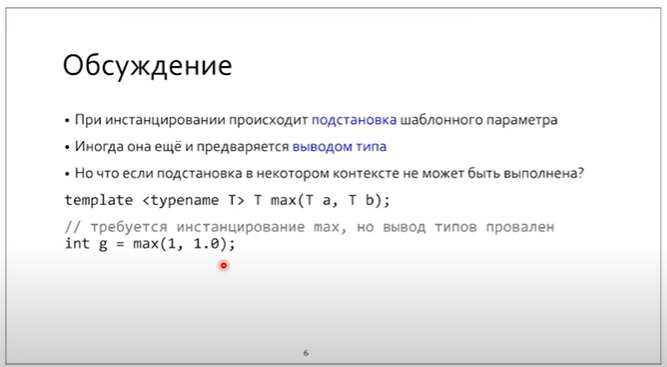 Обсуждение
• При инстанцировании происходит подстановка шаблонного параметра
• Иногда она ещё и предваряется выводом типа
• Но что если подстановка в некотором контексте не может быть выполнена?
template <typename T> T max(T a, T b);
// требуется инстанцирование max, но вывод типов провален
int g = max(1, 1.0);
6